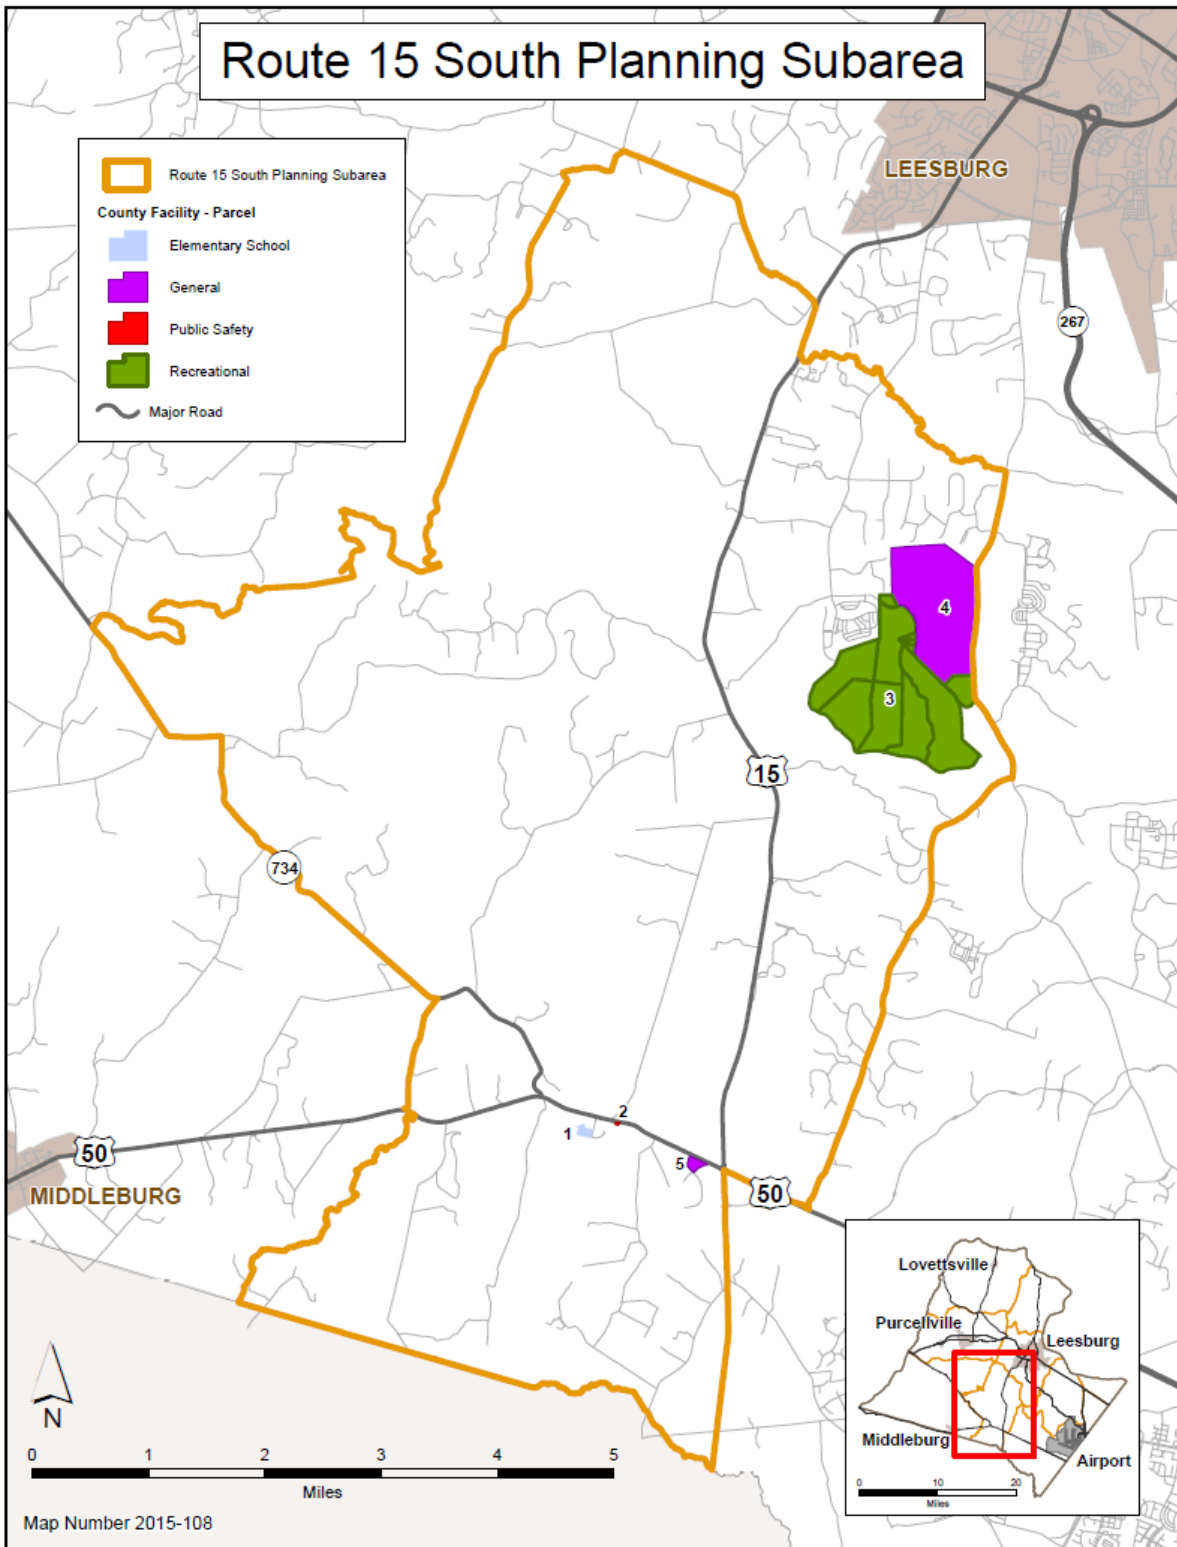 Route 15 South Planning Subarea
LEESBURG
Route 15 South Planning Subarea
County Facility - Parcel
Elementary School
General
Public Safety
Recreational
Major Road
267
4
3
15
734
2
1
5
50
50
MIDDLEBURG
Lovettsville
Purcellville
Leesburg
Middleburg
Airport
0 10 20
Miles
N
0 1 2 3 4 5
Miles
Map Number 2015-108